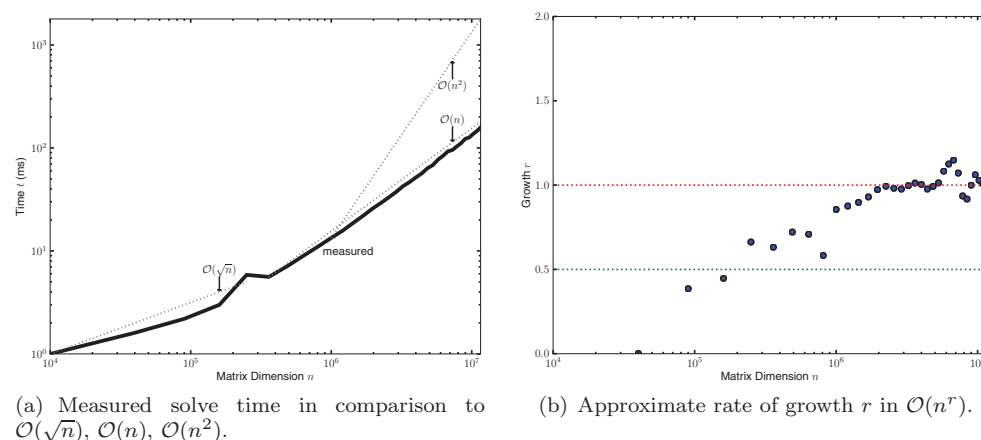 10³
10²
10¹
10⁰
Time t (ms)
O(n²)
O(n)
O(√n)
measured
10⁴
10⁵
10⁶
10⁷
Matrix Dimension n
(a) Measured solve time in comparison to
O(√n), O(n), O(n²).
2.0
1.5
1.0
0.5
0.0
Growth r
10⁴
10⁵
10⁶
10
Matrix Dimension n
(b) Approximate rate of growth r in O(nʳ).